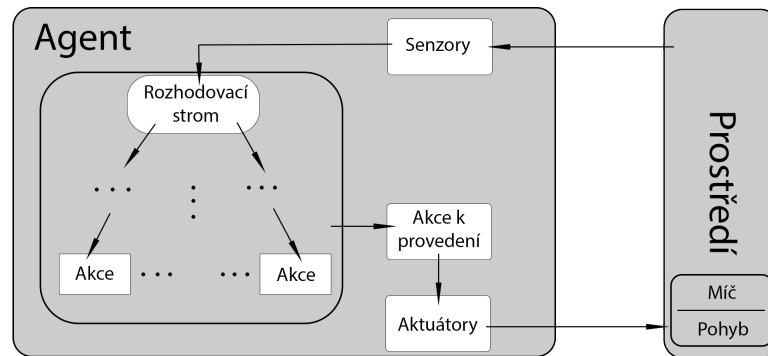 Agent
Senzory
Rozhodovací
strom
. . .
. . .
Akce
. . .
. . .
Akce
Akce k
provedení
Aktuátory
Prostředí
Míč
Pohyb